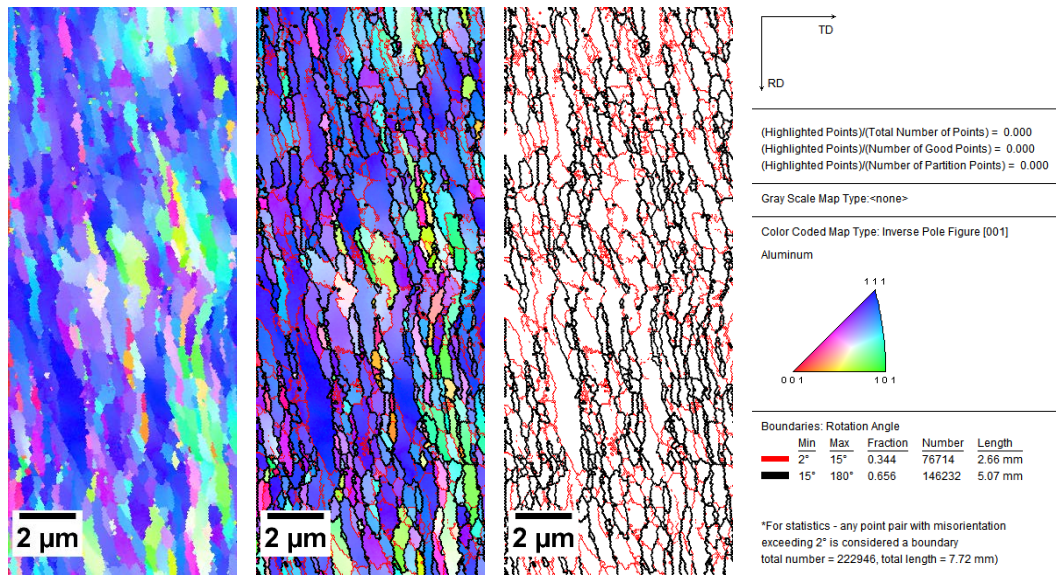 TD
RD
(Highlighted Points)/(Total Number of Points) = 0.000
(Highlighted Points)/(Number of Good Points) = 0.000
(Highlighted Points)/(Number of Partition Points) = 0.000
Gray Scale Map Type:<none>
Color Coded Map Type: Inverse Pole Figure [001]
Aluminum
1 1 1
0 0 1
1 0 1
Boundaries: Rotation Angle
Min Max Fraction Number Length
2° 15° 0.344 76714 2.66 mm
15° 180° 0.656 146232 5.07 mm
*For statistics - any point pair with misorientation
exceeding 2° is considered a boundary
total number = 222946, total length = 7.72 mm)
2 µm
2 µm
2 µm